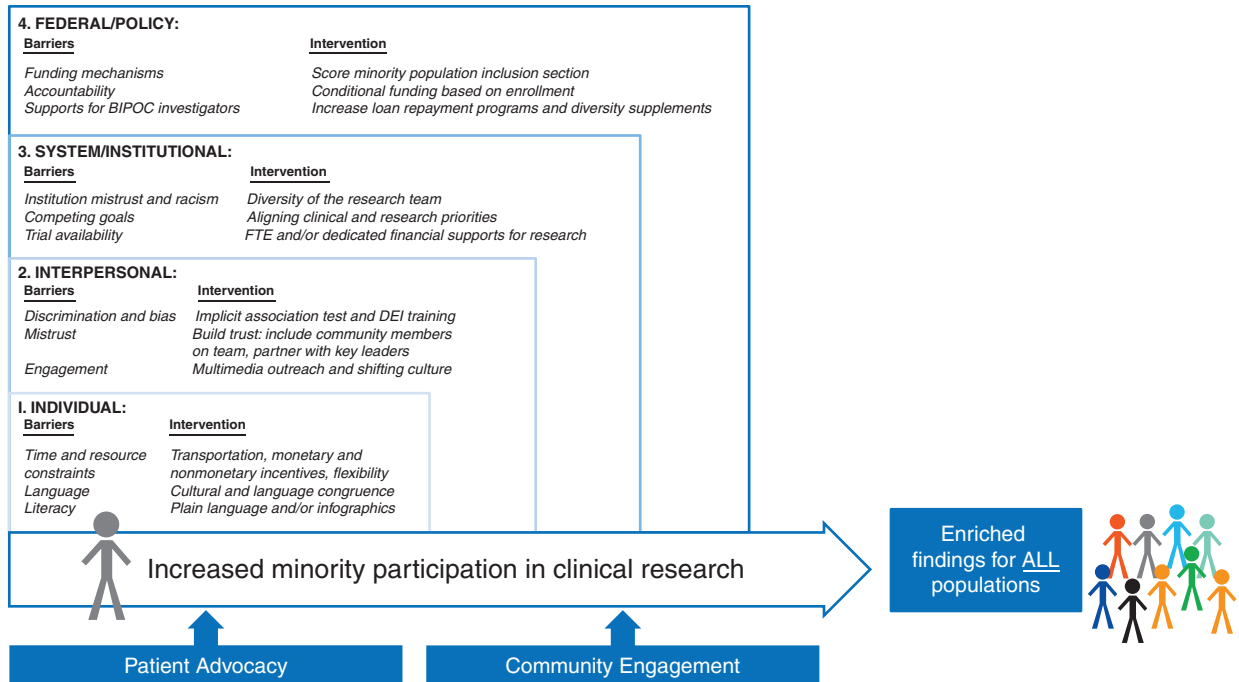 4. FEDERAL/POLICY:
Barriers Intervention
Funding mechanisms Score minority population inclusion section
Accountability Conditional funding based on enrollment
Supports for BIPOC investigators Increase loan repayment programs and diversity supplements
3. SYSTEM/INSTITUTIONAL:
Barriers Intervention
Institution mistrust and racism Diversity of the research team
Competing goals Aligning clinical and research priorities
Trial availability FTE and/or dedicated financial supports for research
2. INTERPERSONAL:
Barriers Intervention
Discrimination and bias Implicit association test and DEI training
Mistrust Build trust: include community members
on team, partner with key leaders
Engagement Multimedia outreach and shifting culture
I. INDIVIDUAL:
Barriers Intervention
Time and resource Transportation, monetary and
constraints nonmonetary incentives, flexibility
Language Cultural and language congruence
Literacy Plain language and/or infographics
Increased minority participation in clinical research
Enriched
findings for ALL
populations
Patient Advocacy Community Engagement